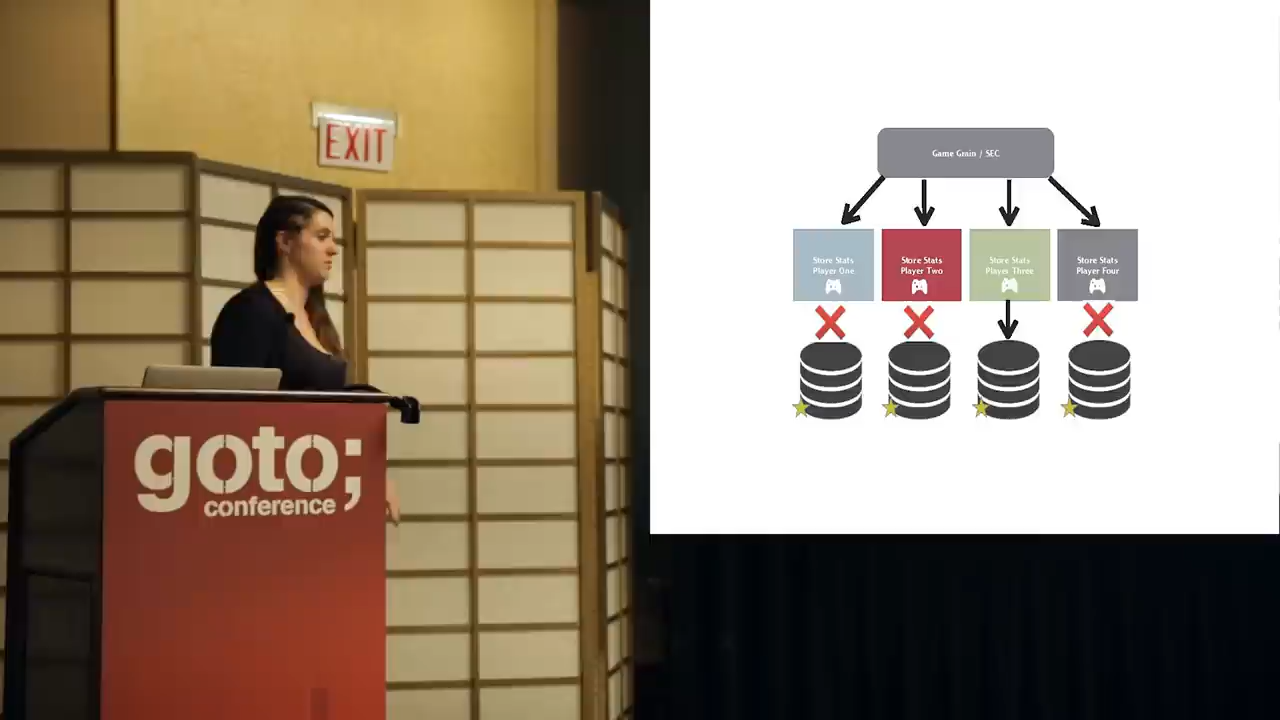 EXIT
goto;
conference
Game Grain / SEC
Store Stats
Player One
Store Stats
Player Two
Store Stats
Player Three
Store Stats
Player Four